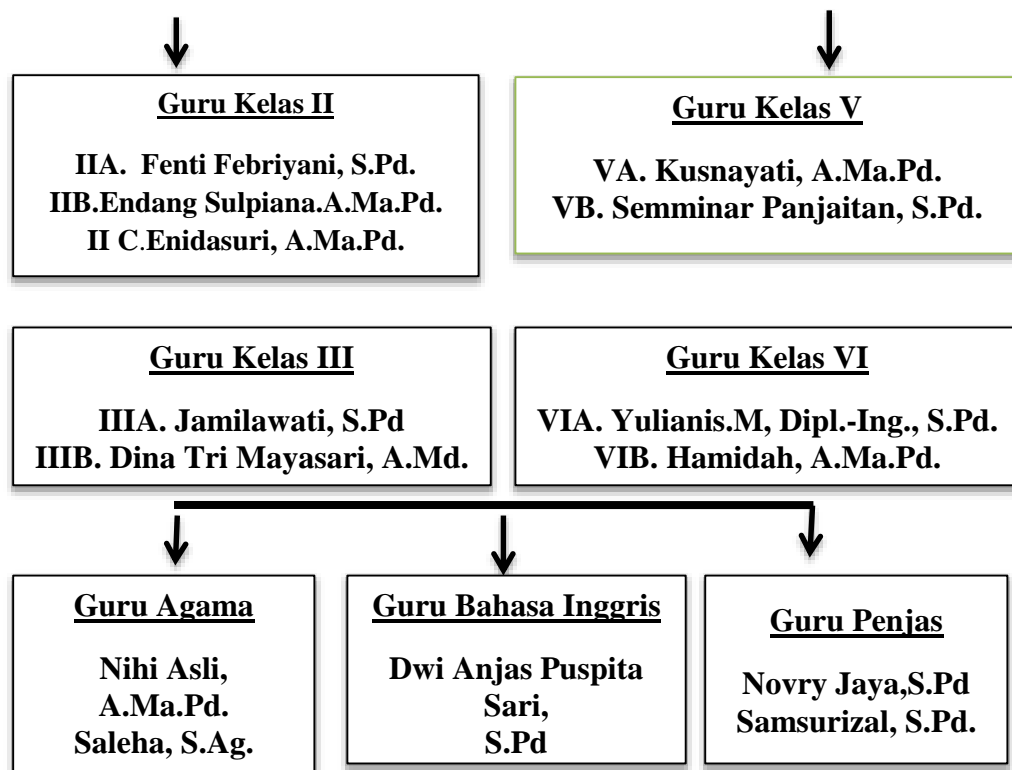 Guru Kelas II
IIA.  Fenti Febriyani, S.Pd.
IIB.Endang Sulpiana.A.Ma.Pd.
II C.Enidasuri, A.Ma.Pd.
Guru Kelas V
VA. Kusnayati, A.Ma.Pd.
VB. Semminar Panjaitan, S.Pd.
Guru Kelas III
IIIA. Jamilawati, S.Pd
IIIB. Dina Tri Mayasari, A.Md.
Guru Kelas VI
VIA. Yulianis.M, Dipl.-Ing., S.Pd.
VIB. Hamidah, A.Ma.Pd.
Guru Agama
Nihi Asli,
A.Ma.Pd.
Saleha, S.Ag.
Guru Bahasa Inggris
Dwi Anjas Puspita
Sari,
S.Pd
Guru Penjas
Novry Jaya,S.Pd
Samsurizal, S.Pd.